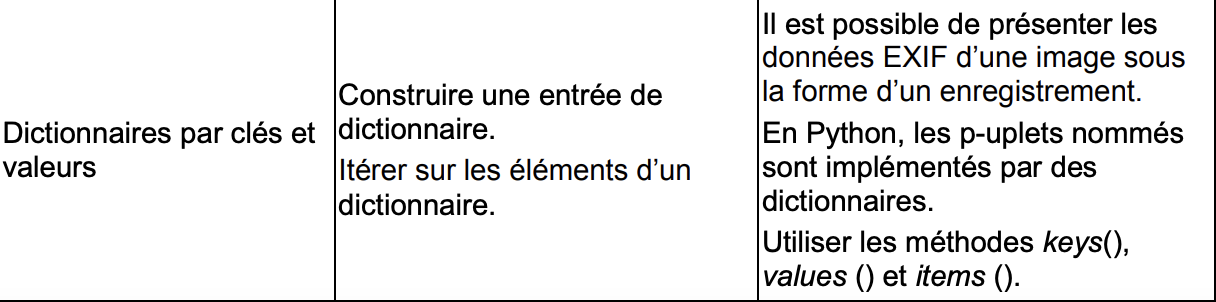 Dictionnaires par clés et
valeurs
Construire une entrée de
dictionnaire.
Itérer sur les éléments d’un
dictionnaire.
Il est possible de présenter les
données EXIF d’une image sous
la forme d’un enregistrement.
En Python, les p-uplets nommés
sont implémentés par des
dictionnaires.
Utiliser les méthodes keys(),
values () et items ().